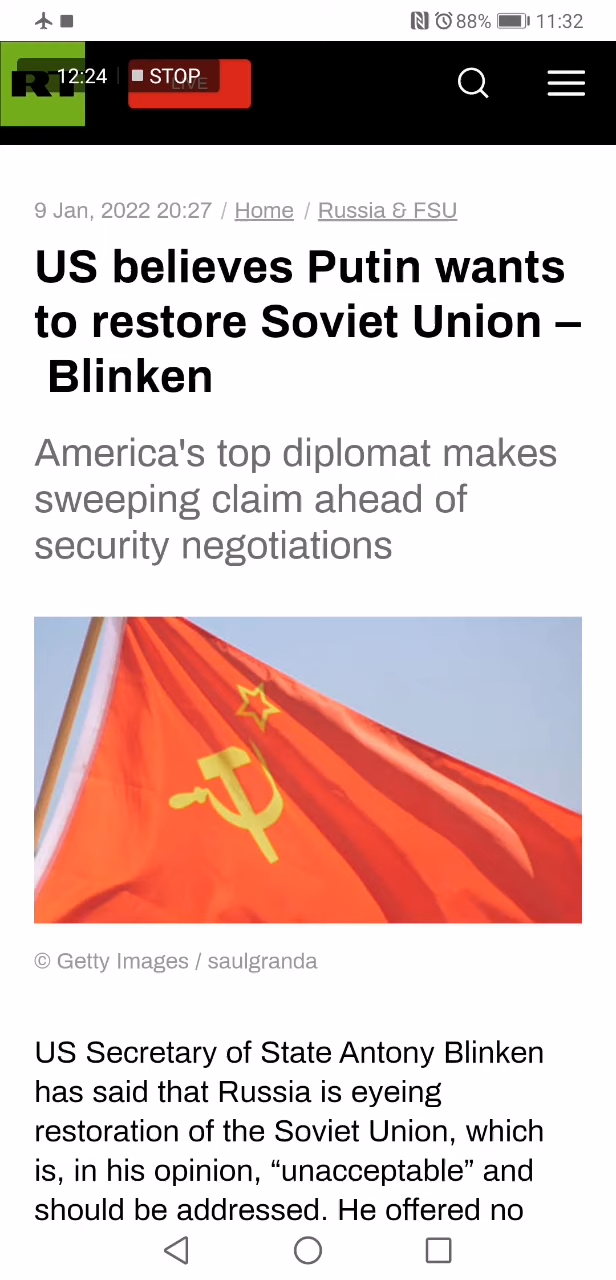 88% 11:32
RT 12:24 STOP LIVE
9 Jan, 2022 20:27 / Home / Russia & FSU
US believes Putin wants
to restore Soviet Union –
Blinken
America's top diplomat makes
sweeping claim ahead of
security negotiations
© Getty Images / saulgranda
US Secretary of State Antony Blinken
has said that Russia is eyeing
restoration of the Soviet Union, which
is, in his opinion, “unacceptable” and
should be addressed. He offered no